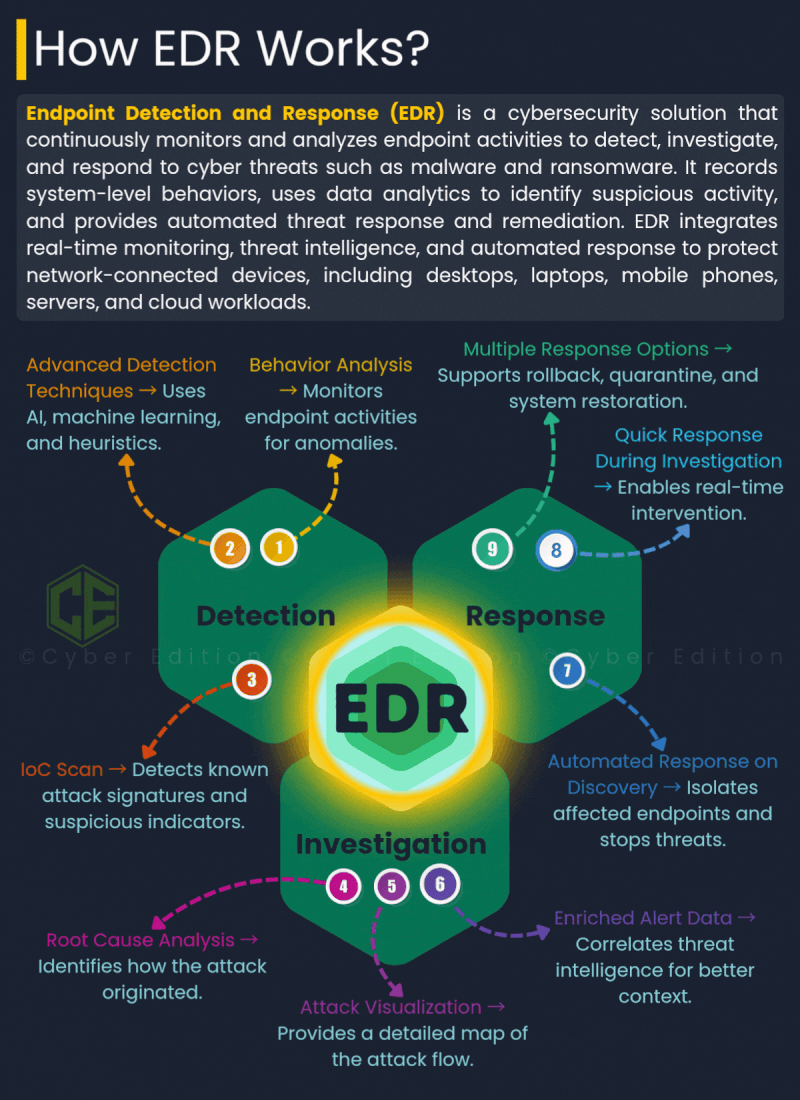 How EDR Works?
Endpoint Detection and Response (EDR) is a cybersecurity solution that
continuously monitors and analyzes endpoint activities to detect, investigate,
and respond to cyber threats such as malware and ransomware. It records
system-level behaviors, uses data analytics to identify suspicious activity,
and provides automated threat response and remediation. EDR integrates
real-time monitoring, threat intelligence, and automated response to protect
network-connected devices, including desktops, laptops, mobile phones,
servers, and cloud workloads.
Advanced Detection
Techniques → Uses
AI, machine learning,
and heuristics.
Behavior Analysis
→ Monitors
endpoint activities
for anomalies.
Multiple Response Options →
Supports rollback, quarantine, and
system restoration.
Quick Response
During Investigation
→ Enables real-time
intervention.
2
1
9
8
Detection
Response
CE
©Cyber Edition
©Cyber Edition
3
7
EDR
IoC Scan → Detects known
attack signatures and
suspicious indicators.
Automated Response on
Discovery → Isolates
affected endpoints and
stops threats.
Investigation
4
5
6
Root Cause Analysis →
Identifies how the attack
originated.
Attack Visualization →
Provides a detailed map of
the attack flow.
Enriched Alert Data →
Correlates threat
intelligence for better
context.